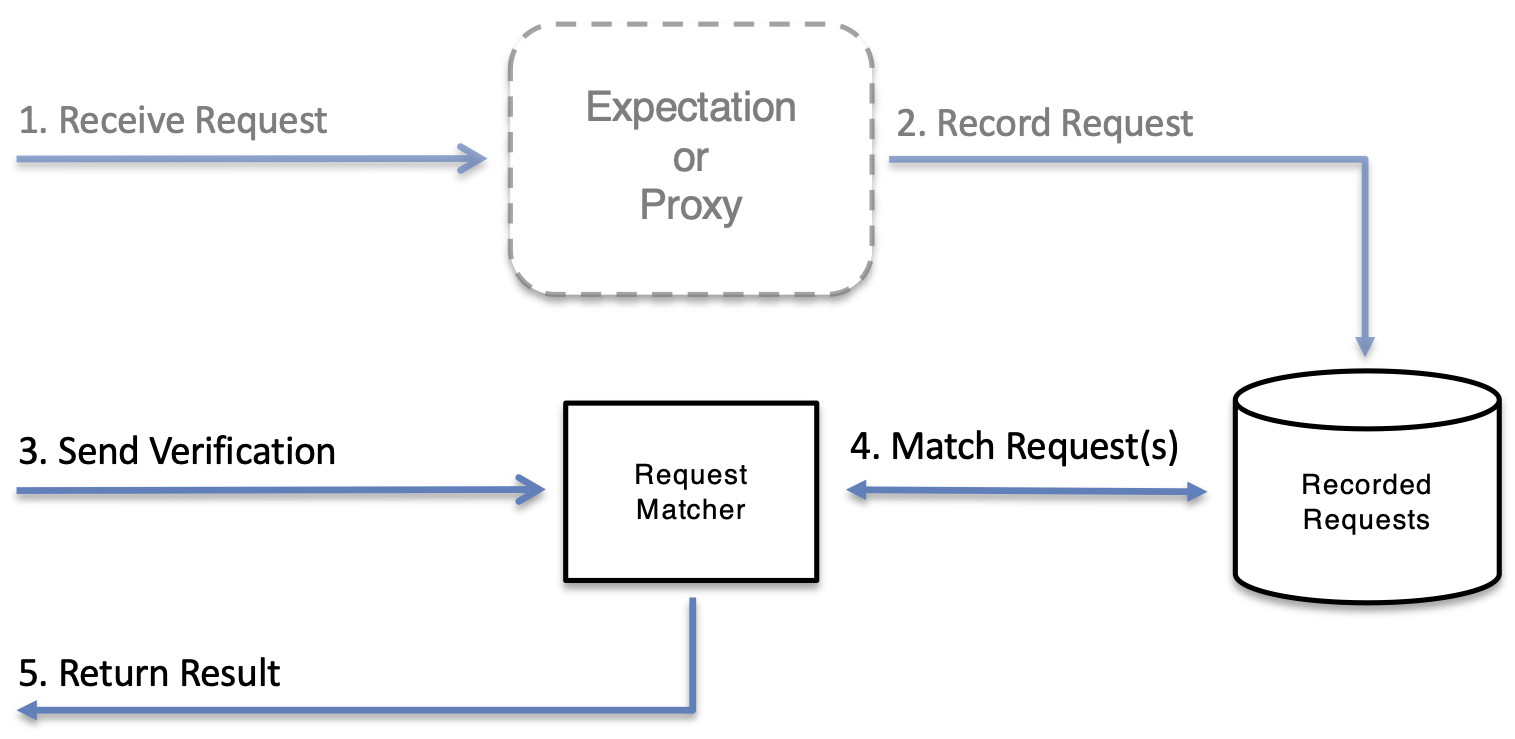 1. Receive Request
Expectation
or
Proxy
2. Record Request
3. Send Verification
Request
Matcher
4. Match Request(s)
Recorded
Requests
5. Return Result